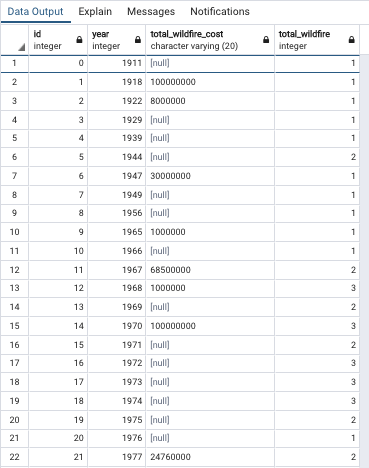 Data Output Explain Messages Notifications
id integer year integer total_wildfire_cost character varying (20) total_wildfire integer
1 0 1911 [null] 1
2 1 1918 100000000 1
3 2 1922 8000000 1
4 3 1929 [null] 1
5 4 1939 [null] 1
6 5 1944 [null] 2
7 6 1947 30000000 1
8 7 1949 [null] 1
9 8 1956 [null] 1
10 9 1965 1000000 1
11 10 1966 [null] 1
12 11 1967 68500000 2
13 12 1968 1000000 3
14 13 1969 [null] 2
15 14 1970 100000000 3
16 15 1971 [null] 2
17 16 1972 [null] 3
18 17 1973 [null] 3
19 18 1974 [null] 3
20 19 1975 [null] 2
21 20 1976 [null] 1
22 21 1977 24760000 2